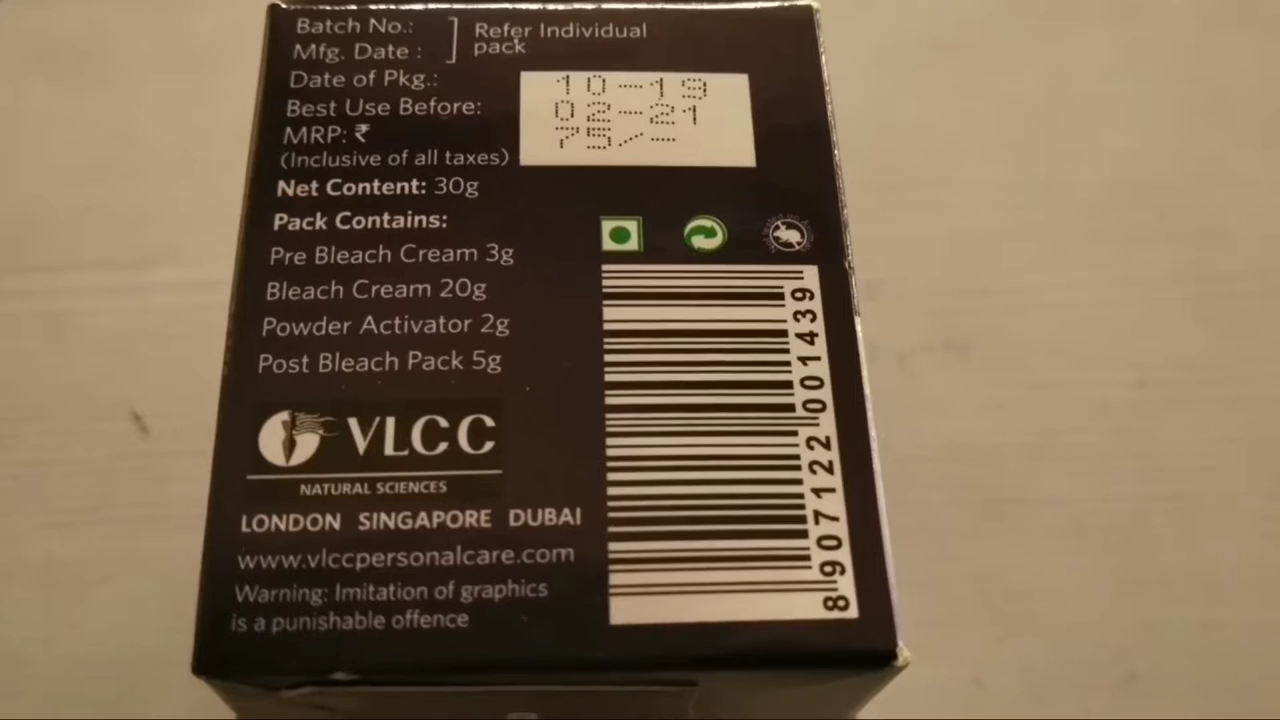 Batch No.:
Mfg. Date :
Refer Individual
pack
Date of Pkg.: 10-19
Best Use Before: 02-21
MRP: ₹ 75/-
(Inclusive of all taxes)
Net Content: 30g
Pack Contains:
Pre Bleach Cream 3g
Bleach Cream 20g
Powder Activator 2g
Post Bleach Pack 5g
VLCC
NATURAL SCIENCES
LONDON SINGAPORE DUBAI
www.vlccpersonalcare.com
Warning: Imitation of graphics
is a punishable offence
8 907122 001439